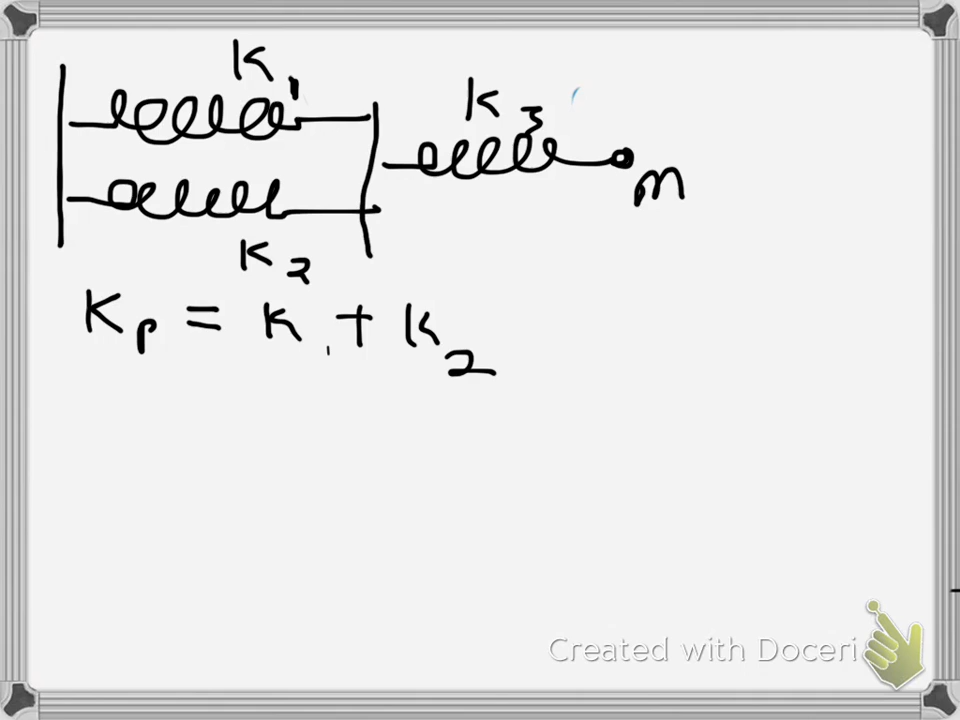 K1
K3
m
K2
Kp = K1 + K2
Created with Doceri